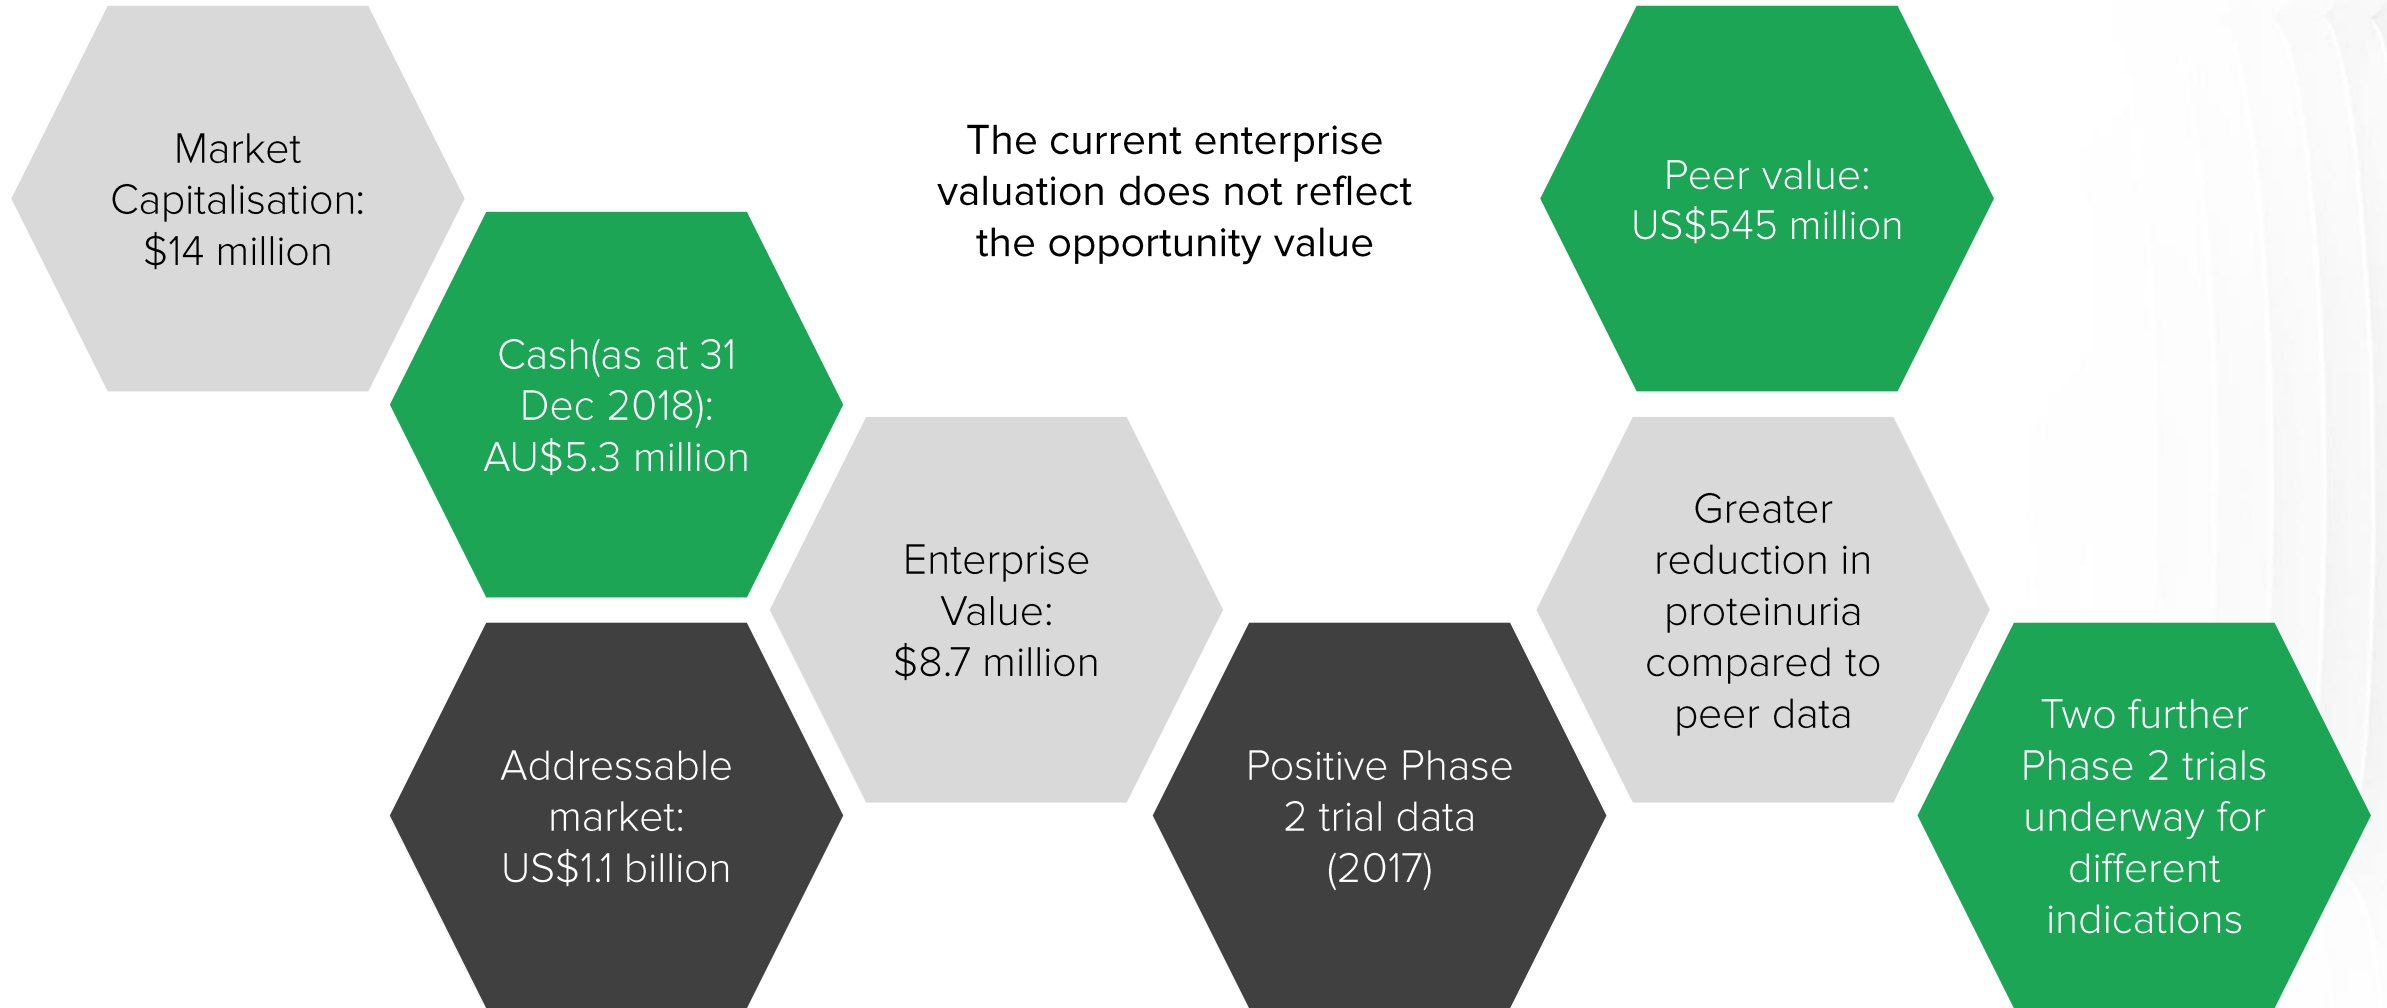 Market
Capitalisation:
$14 million
Cash(as at 31
Dec 2018):
AU$5.3 million
Enterprise
Value:
$8.7 million
Addressable
market:
US$1.1 billion
The current enterprise
valuation does not reflect
the opportunity value
Positive Phase
2 trial data
(2017)
Peer value:
US$545 million
Greater
reduction in
proteinuria
compared to
peer data
Two further
Phase 2 trials
underway for
different
indications